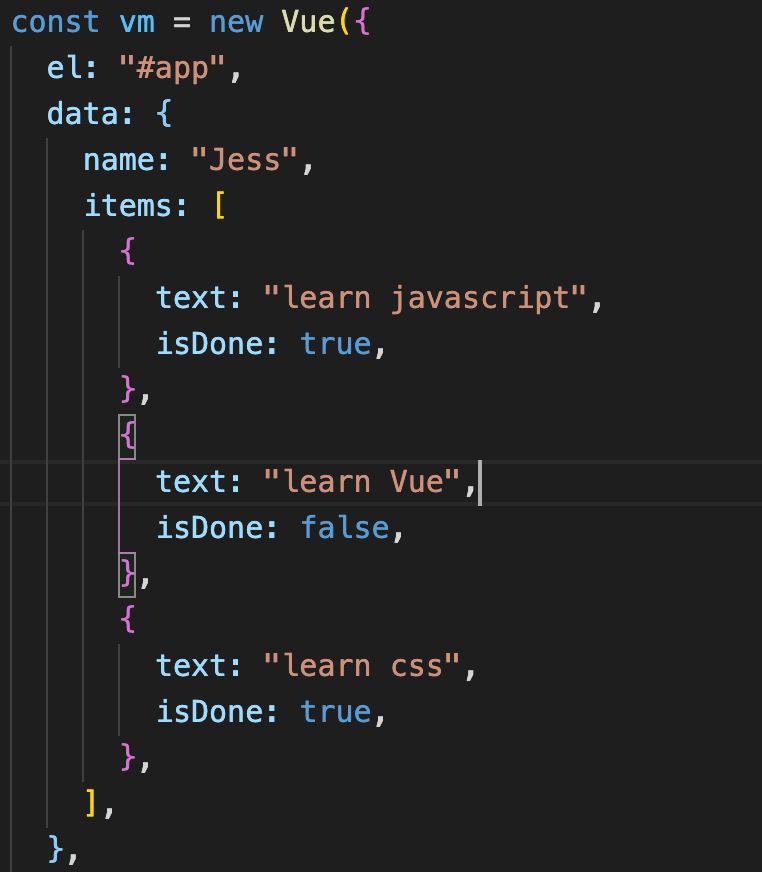 const vm = new Vue({
  el: "#app",
  data: {
    name: "Jess",
    items: [
      {
        text: "learn javascript",
        isDone: true,
      },
      {
        text: "learn Vue",
        isDone: false,
      },
      {
        text: "learn css",
        isDone: true,
      },
    ],
  },